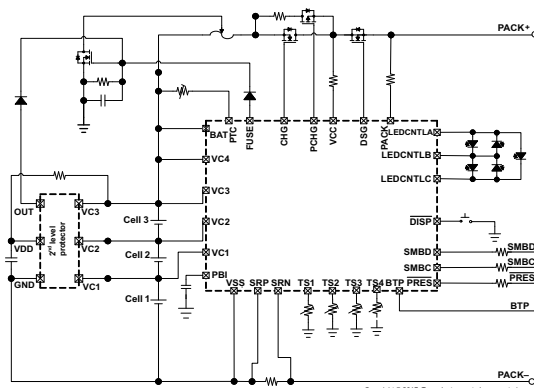 PACK+
BAT
PTC
FUSE
CHG
PCHG
VCC
DSG
PACK
LEDCNTLA
LEDCNTLB
LEDCNTLC
VC4
VC3
VC2
VC1
PBI
DISP
SMBD
SMBC
PRES
SMBD
SMBC
PRES
VSS
SRP
SRN
TS1
TS2
TS3
TS4
BTP
BTP
OUT
VDD
GND
2nd level
protector
VC3
VC2
VC1
Cell 3
Cell 2
Cell 1
PACK–